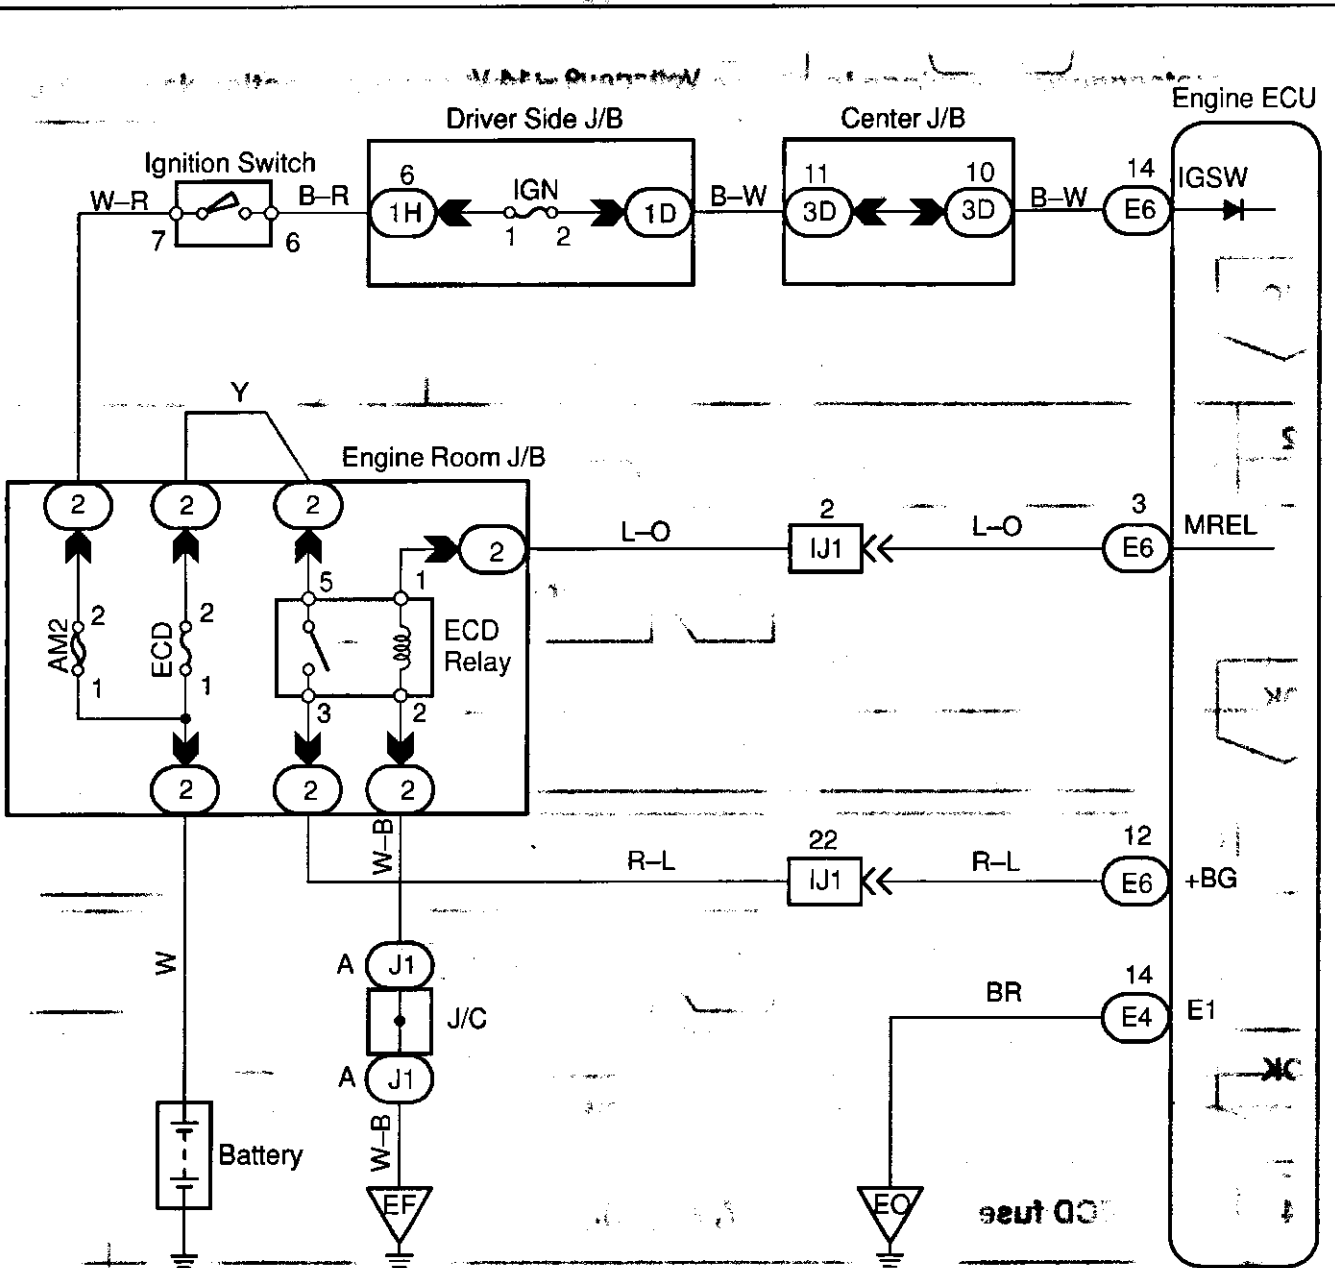 Engine ECU
Driver Side J/B
Center J/B
Ignition Switch
W–R
B–R
6
1H
IGN
1
2
1D
B–W
11
3D
10
3D
B–W
14
E6
IGSW
7
6
Y
Engine Room J/B
2
2
2
2
L–O
2
IJ1
L–O
3
E6
MREL
5
1
AM2
2
1
ECD
2
1
ECD
Relay
3
2
2
2
2
W–B
R–L
22
IJ1
R–L
12
E6
+BG
W
A
J1
J/C
A
J1
BR
14
E4
E1
W–B
Battery
EF
EO